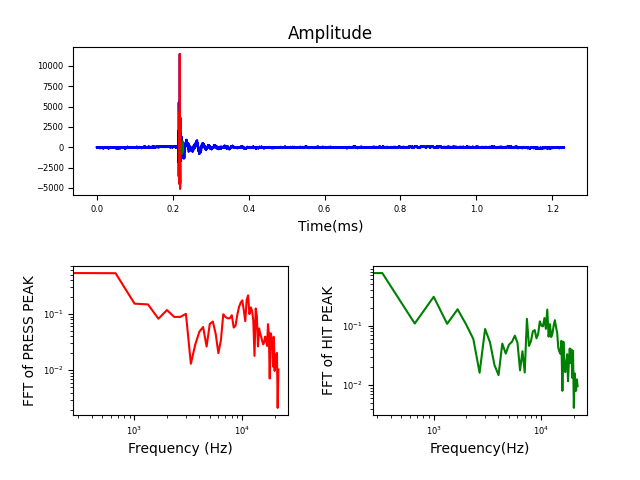 Amplitude
10000
7500
5000
2500
0
−2500
−5000
0.0 0.2 0.4 0.6 0.8 1.0 1.2
Time(ms)
FFT of PRESS PEAK
10⁻¹
10⁻²
10³ 10⁴
Frequency (Hz)
FFT of HIT PEAK
10⁻¹
10⁻²
10³ 10⁴
Frequency(Hz)